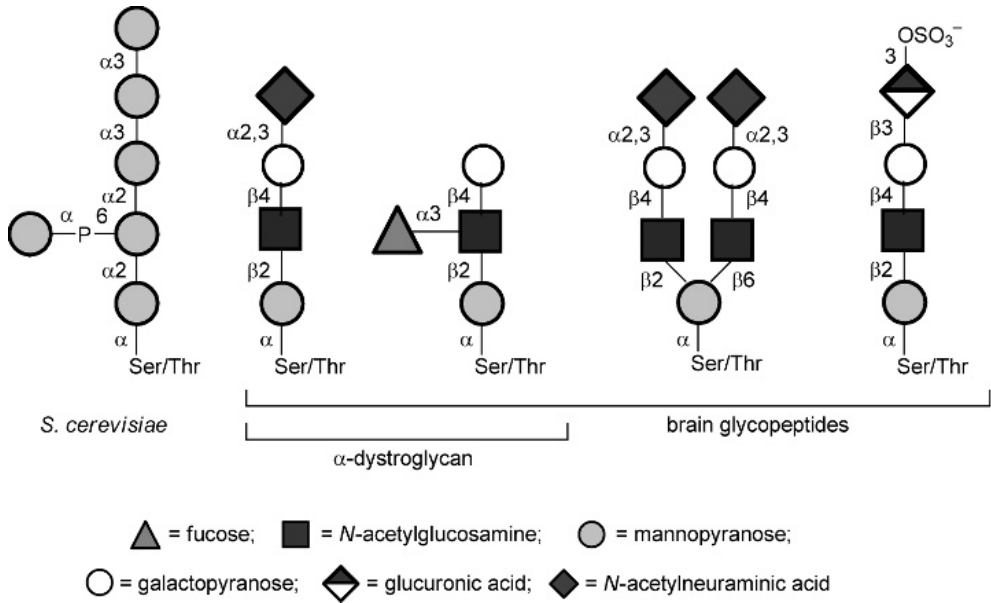 OSO₃⁻
3
α3
α2,3
β3
α2,3
α2,3
α3
β4
β4
β4
β4
β4
α2
α
P
6
α3
α2
β2
β2
β2
β6
β2
α
α
α
α
α
Ser/Thr
Ser/Thr
Ser/Thr
Ser/Thr
Ser/Thr
S. cerevisiae
brain glycopeptides
α-dystroglycan
= fucose; = N-acetylglucosamine; = mannopyranose;
= galactopyranose; = glucuronic acid; = N-acetylneuraminic acid